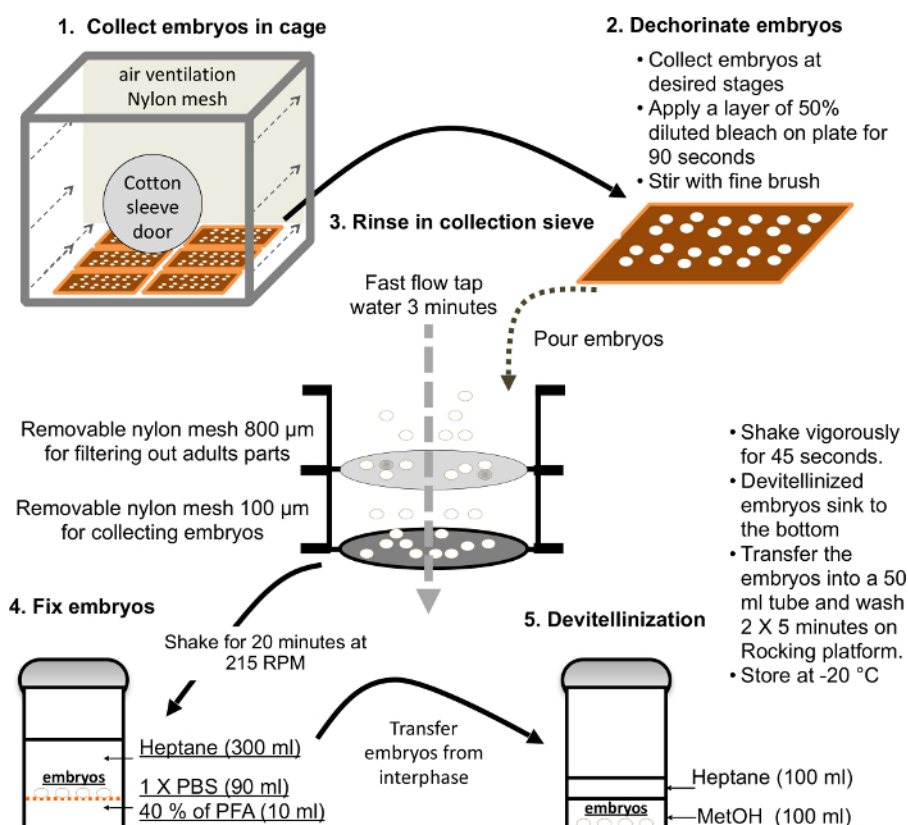 1. Collect embryos in cage
air ventilation
Nylon mesh
Cotton
sleeve
door
2. Dechorinate embryos
• Collect embryos at
desired stages
• Apply a layer of 50%
diluted bleach on plate for
90 seconds
• Stir with fine brush
3. Rinse in collection sieve
Fast flow tap
water 3 minutes
Pour embryos
Removable nylon mesh 800 µm
for filtering out adults parts
Removable nylon mesh 100 µm
for collecting embryos
4. Fix embryos
Shake for 20 minutes at
215 RPM
Heptane (300 ml)
embryos
1 X PBS (90 ml)
40 % of PFA (10 ml)
Transfer
embryos from
interphase
5. Devitellinization
• Shake vigorously
for 45 seconds.
• Devitellinized
embryos sink to
the bottom
• Transfer the
embryos into a 50
ml tube and wash
2 X 5 minutes on
Rocking platform.
• Store at -20 °C
Heptane (100 ml)
embryos
MetOH (100 ml)